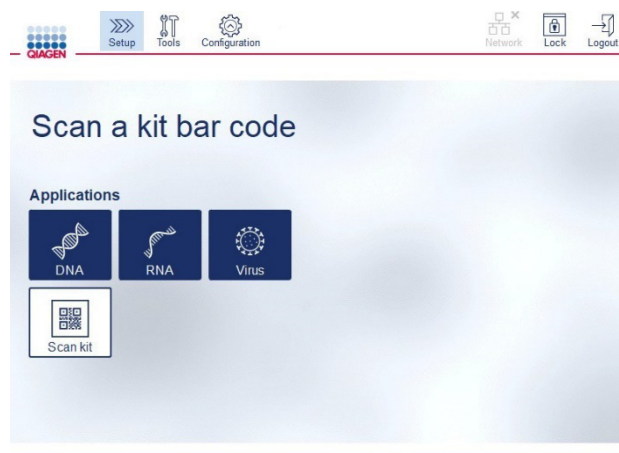 QIAGEN
Setup
Tools
Configuration
Network
Lock
Logout
Scan a kit bar code
Applications
DNA
RNA
Virus
Scan kit